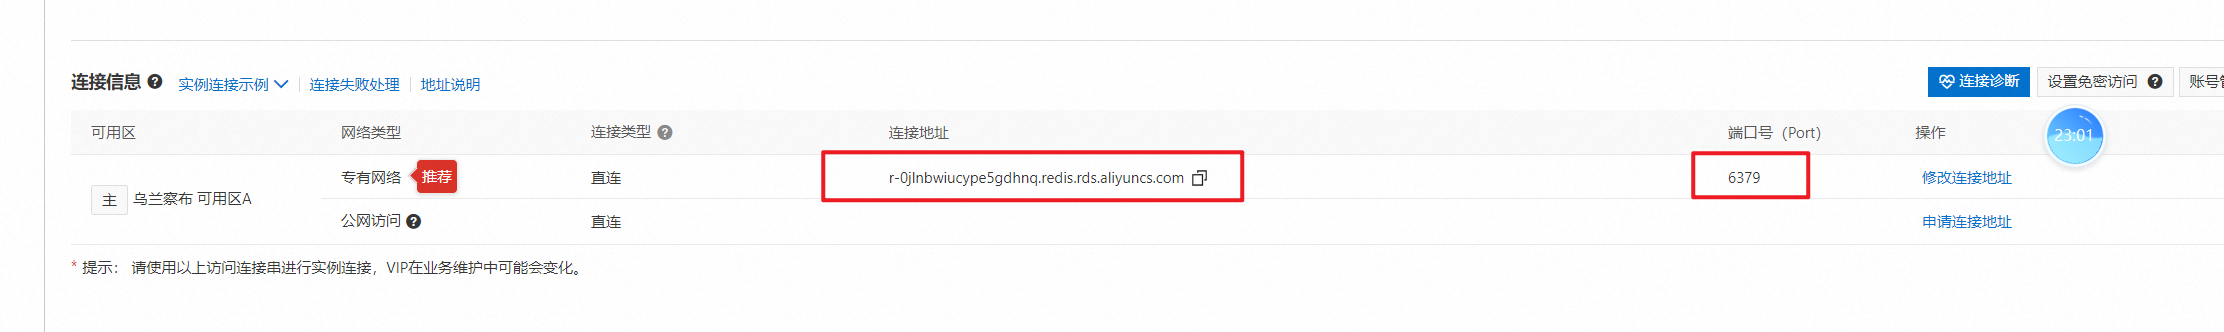 连接信息 ? 实例连接示例 连接失败处理 地址说明 连接诊断 设置免密访问 ? 账号管
可用区 网络类型 连接类型 ? 连接地址 端口号（Port） 操作
23:01
专有网络 推荐 直连 r-0jlnbwiucype5gdhnq.redis.rds.aliyuncs.com 6379 修改连接地址
主 乌兰察布 可用区A
公网访问 ? 直连 申请连接地址
* 提示： 请使用以上访问连接串进行实例连接，VIP在业务维护中可能会变化。